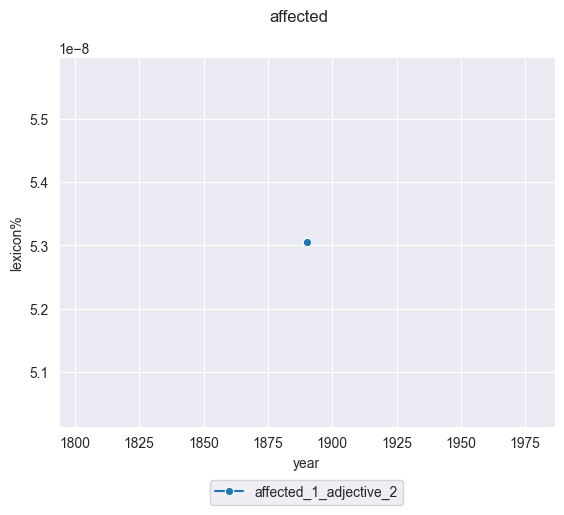 affected
1e−8
5.5
5.4
5.3
5.2
5.1
lexicon%
1800 1825 1850 1875 1900 1925 1950 1975
year
affected_1_adjective_2